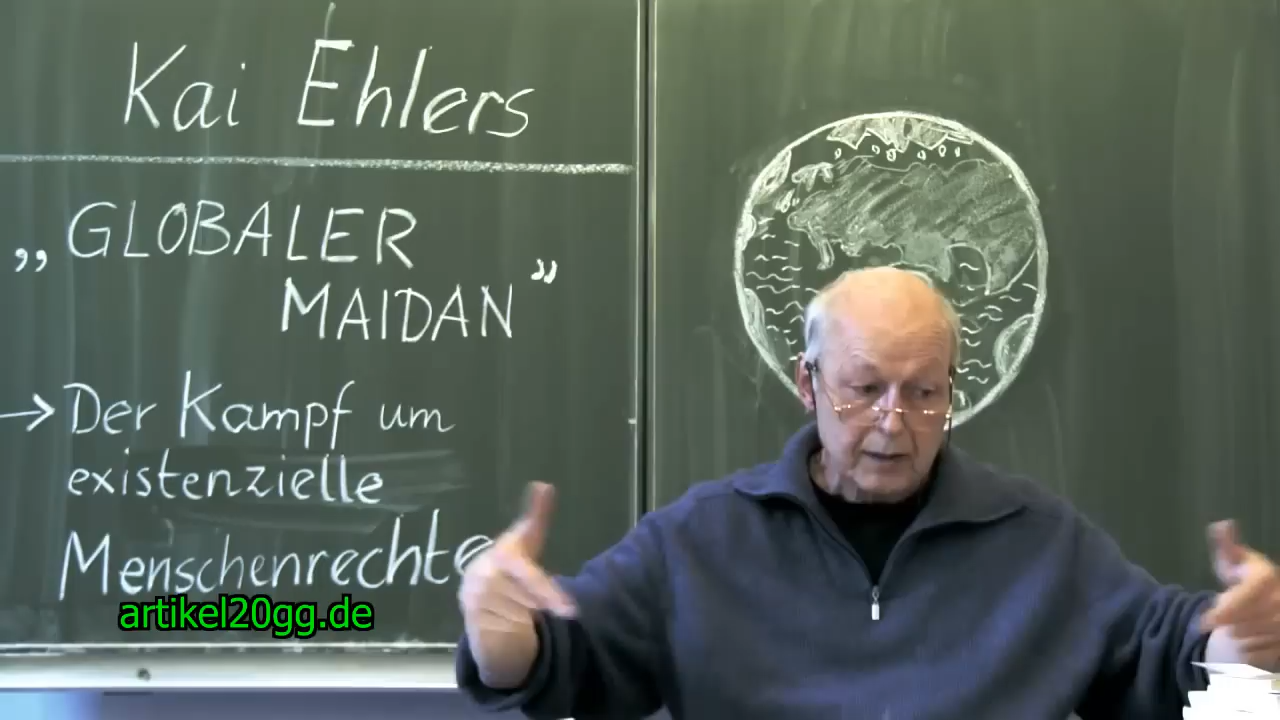 Kai Ehlers
„GLOBALER
MAIDAN”
→ Der Kampf um
existenzielle
Menschenrechte
artikel20gg.de